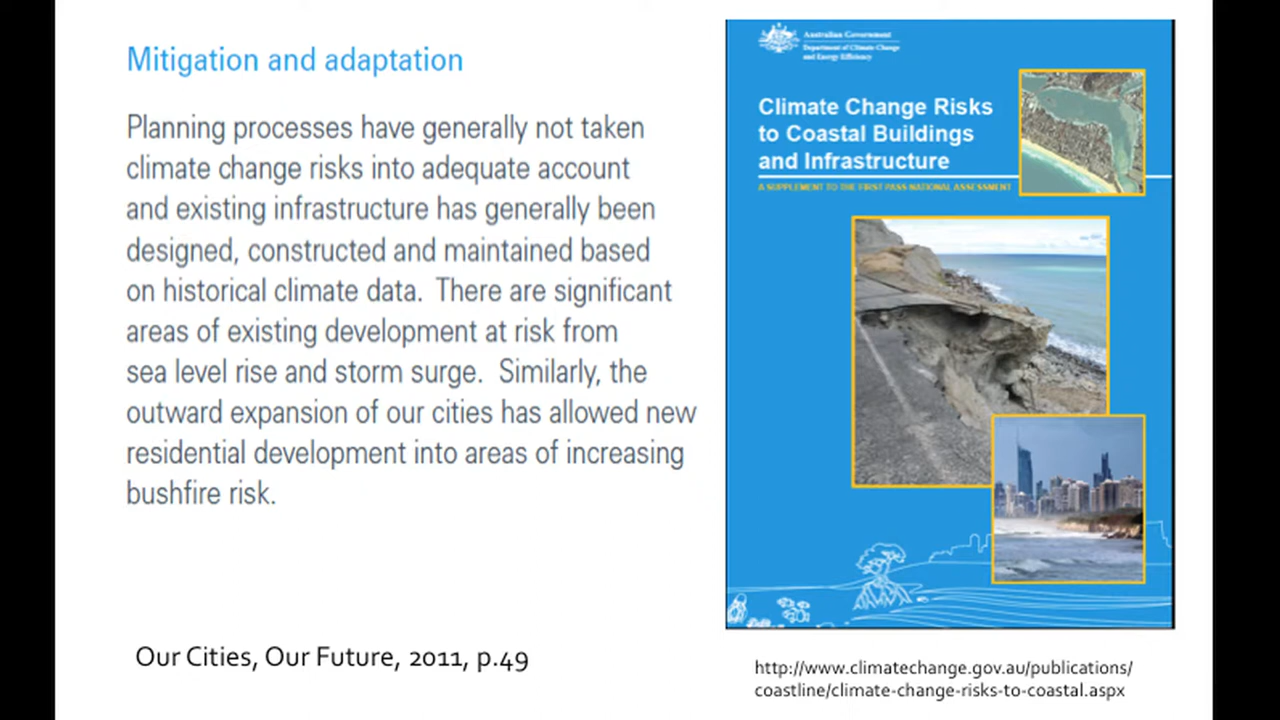 Mitigation and adaptation
Planning processes have generally not taken
climate change risks into adequate account
and existing infrastructure has generally been
designed, constructed and maintained based
on historical climate data. There are significant
areas of existing development at risk from
sea level rise and storm surge. Similarly, the
outward expansion of our cities has allowed new
residential development into areas of increasing
bushfire risk.
Our Cities, Our Future, 2011, p.49
Australian Government
Department of Climate Change
and Energy Efficiency
Climate Change Risks
to Coastal Buildings
and Infrastructure
A SUPPLEMENT TO THE FIRST PASS NATIONAL ASSESSMENT
http://www.climatechange.gov.au/publications/
coastline/climate-change-risks-to-coastal.aspx